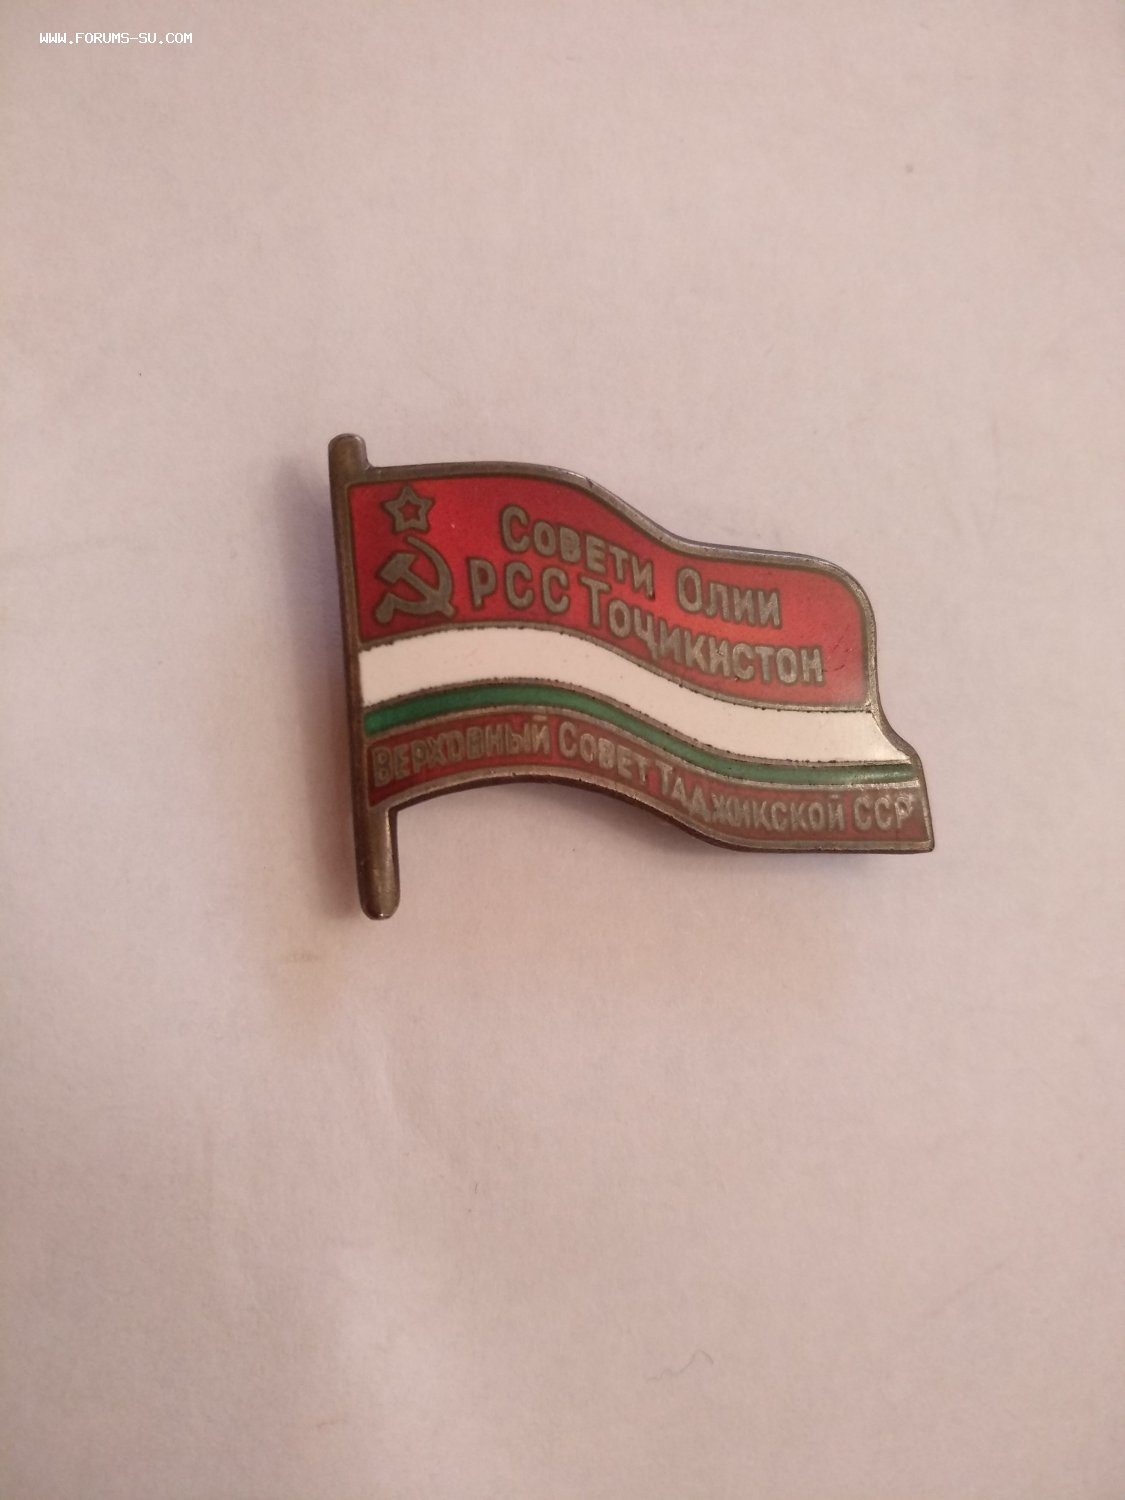 WWW.FORUMS-SU.COM
СОВЕТИ ОЛИИ
РСС ТОҶИКИСТОН
ВЕРХОВНЫЙ СОВЕТ ТАДЖИКСКОЙ ССР